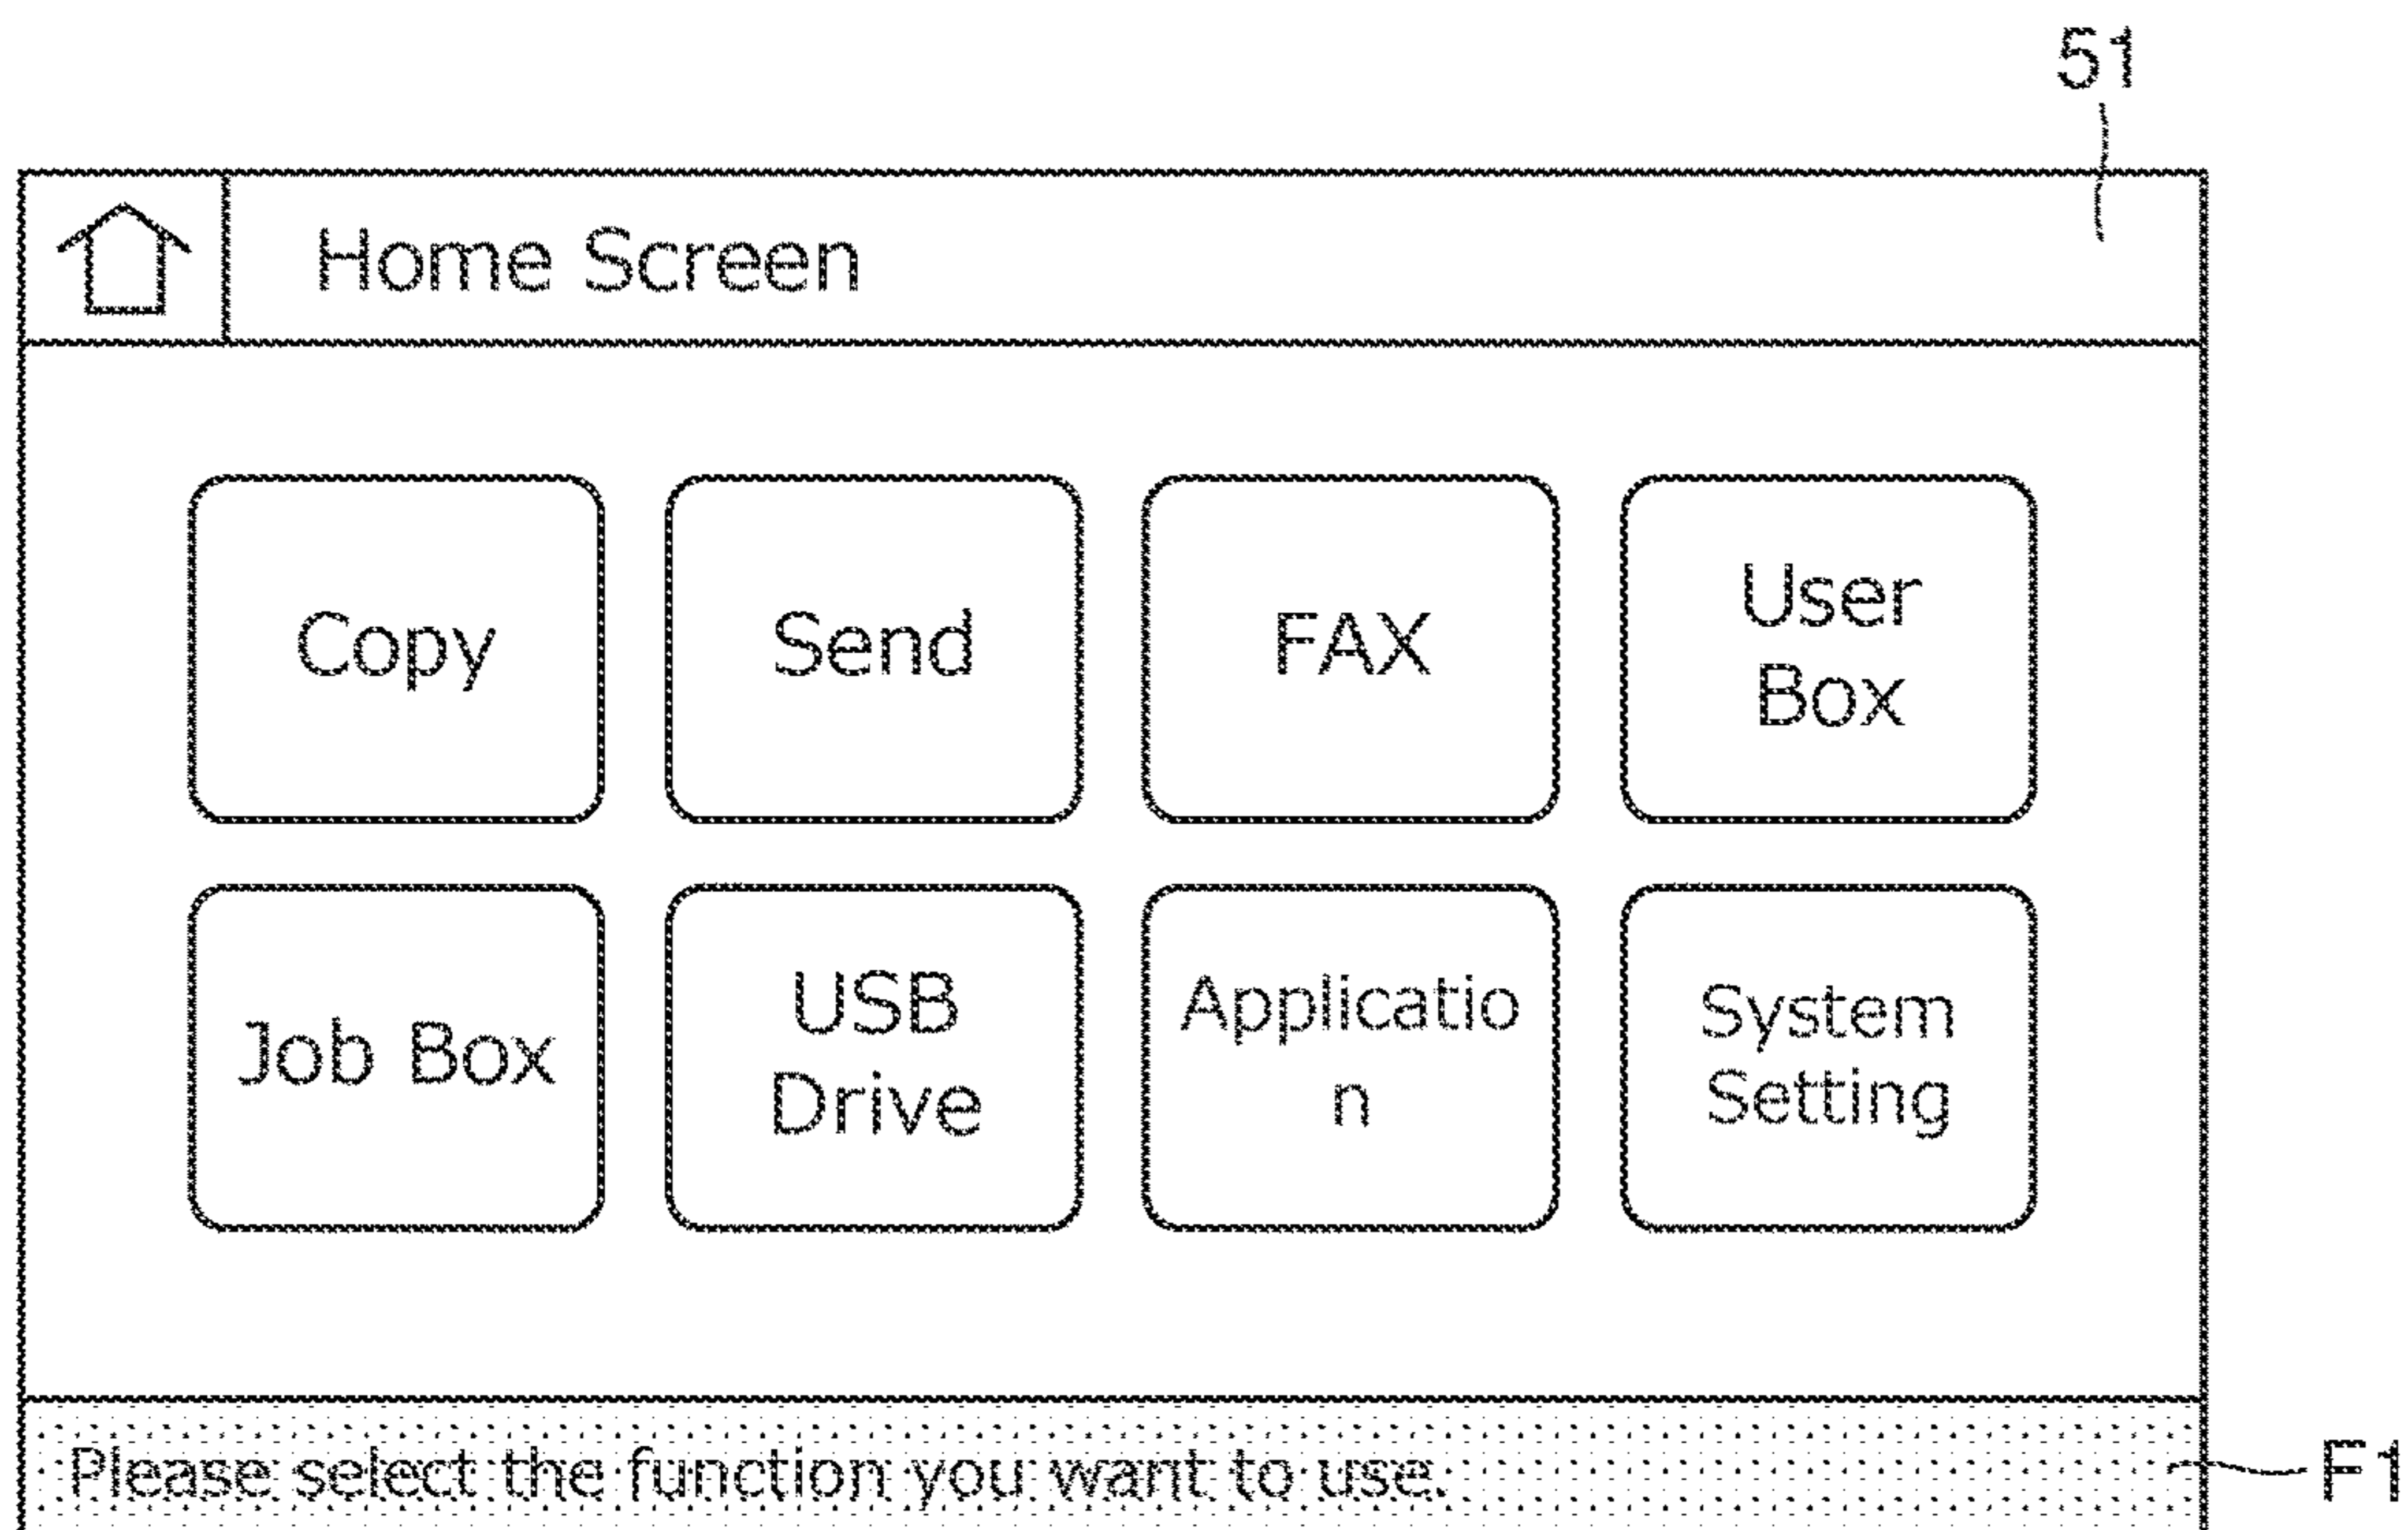 51
Home Screen
Copy
Send
FAX
User
Box
Job Box
USB
Drive
Applicatio
n
System
Setting
Please select the function you want to use.
F1